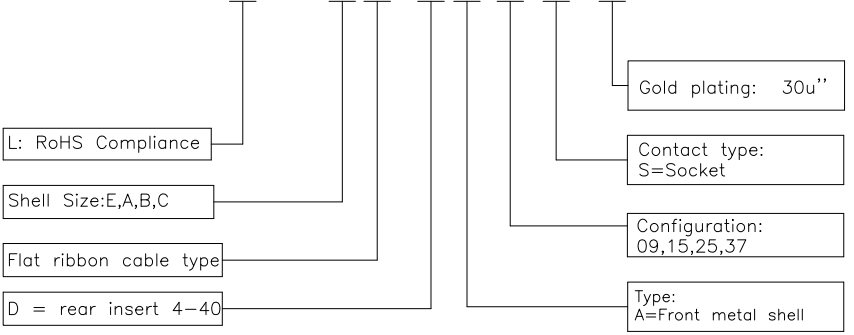 L: RoHS Compliance
Shell Size:E,A,B,C
Flat ribbon cable type
D = rear insert 4-40
Gold plating: 30u''
Contact type:
S=Socket
Configuration:
09,15,25,37
Type:
A=Front metal shell